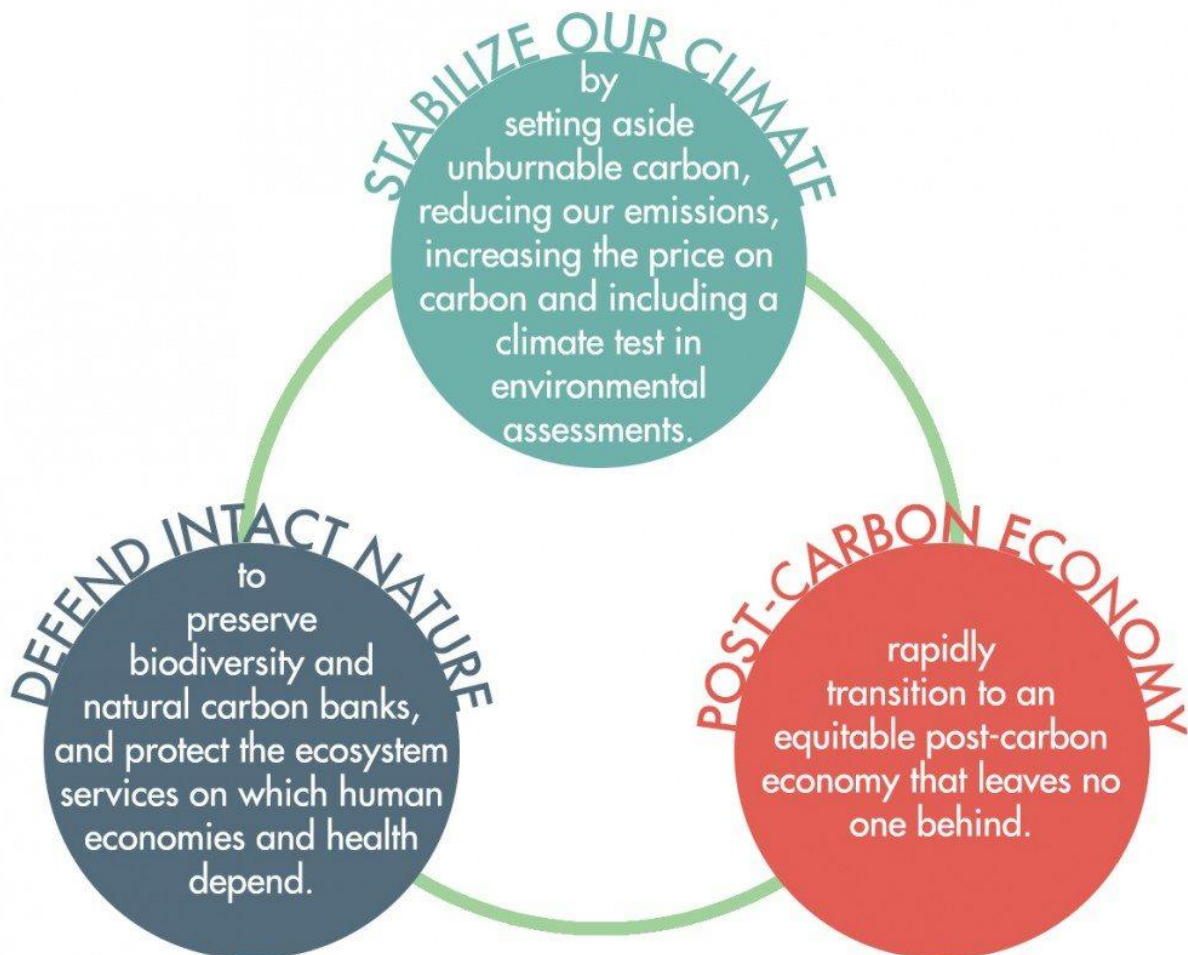 STABILIZE OUR CLIMATE
by
setting aside
unburnable carbon,
reducing our emissions,
increasing the price on
carbon and including a
climate test in
environmental
assessments.
DEFEND INTACT NATURE
to
preserve
biodiversity and
natural carbon banks,
and protect the ecosystem
services on which human
economies and health
depend.
POST-CARBON ECONOMY
rapidly
transition to an
equitable post-carbon
economy that leaves no
one behind.